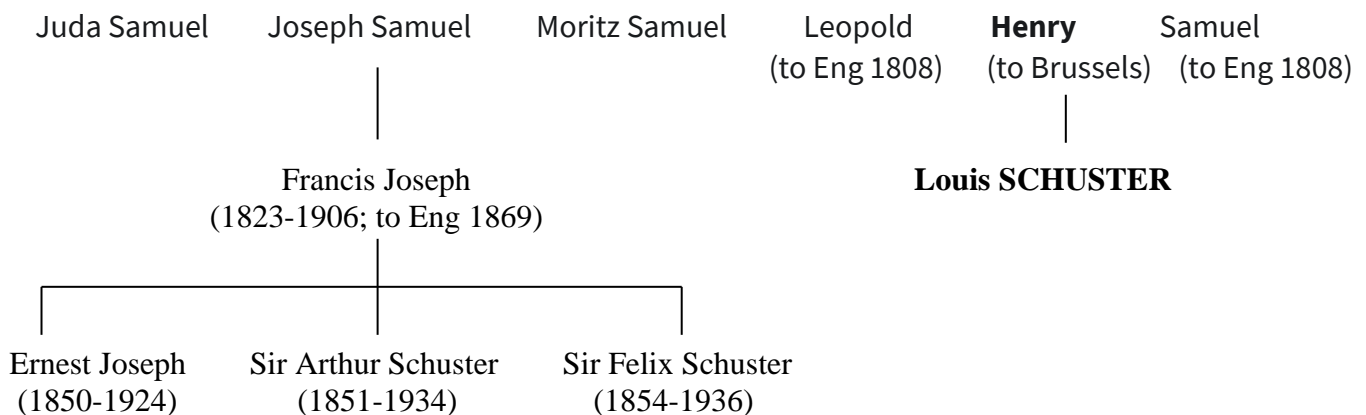 Juda Samuel Joseph Samuel Moritz Samuel Leopold Henry Samuel
(to Eng 1808) (to Brussels) (to Eng 1808)
Francis Joseph Louis SCHUSTER
(1823-1906; to Eng 1869)
Ernest Joseph Sir Arthur Schuster Sir Felix Schuster
(1850-1924) (1851-1934) (1854-1936)